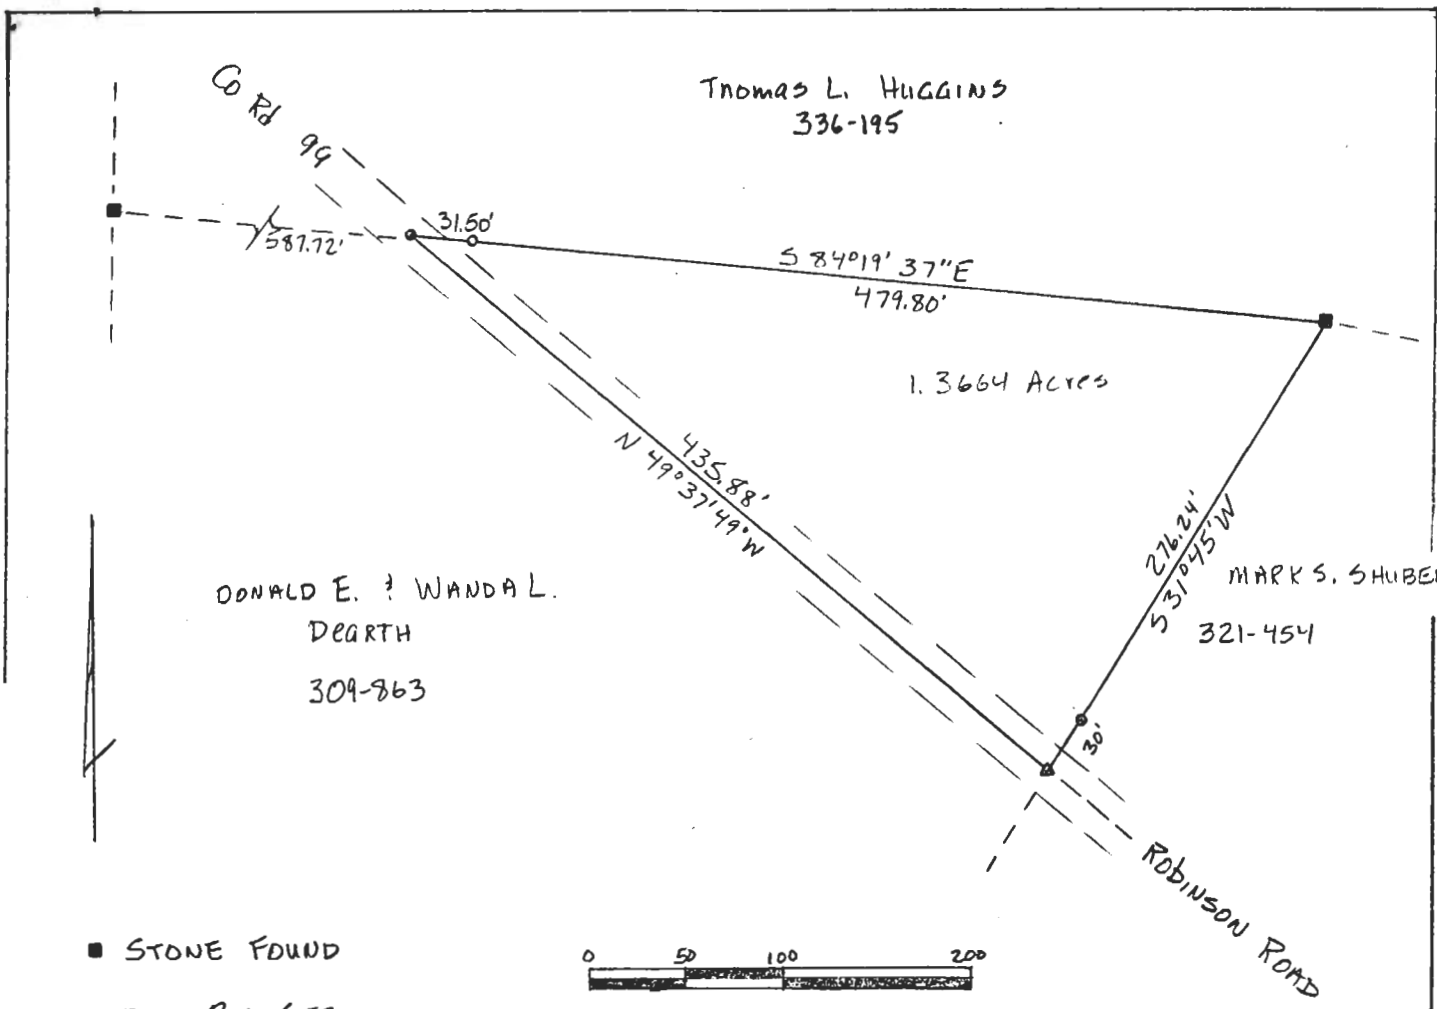 Thomas L. HUGGINS
336-195
Co Rd 99
31.50'
587.72'
S 84°19' 37"E
479.80'
1.3664 Acres
435.88'
N 49°37'49"W
276.24'
S 31°04'5"W
MARK S. SHUBE
321-454
30'
DONALD E. & WANDA L.
DEARTH
309-863
ROBINSON ROAD
STONE FOUND
0 50 100 200